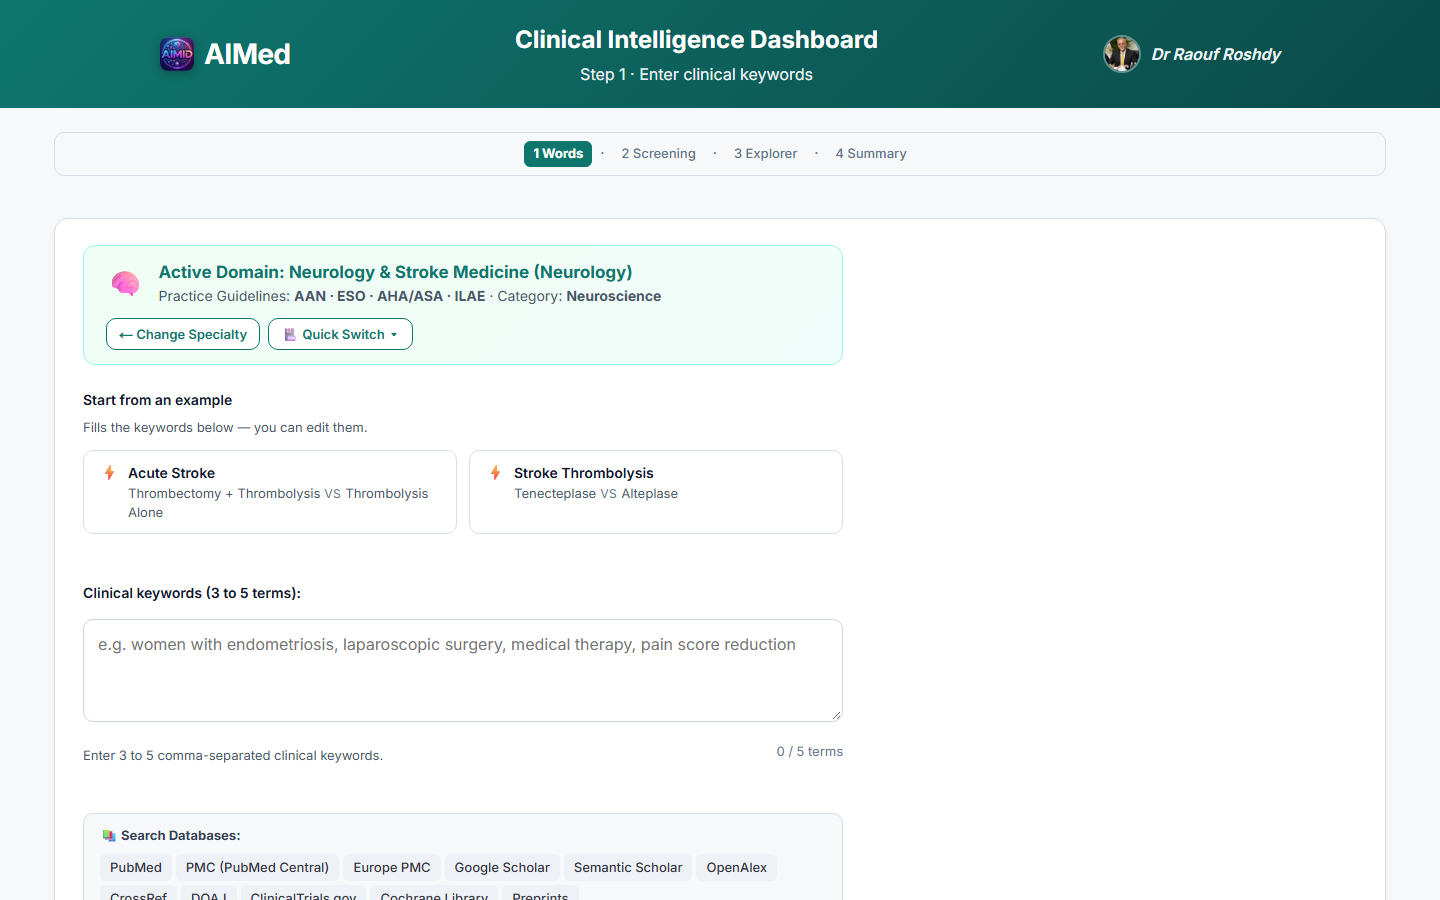 AIMID
AIMed
Clinical Intelligence Dashboard
Step 1 · Enter clinical keywords
Dr Raouf Roshdy
1 Words · 2 Screening · 3 Explorer · 4 Summary
Active Domain: Neurology & Stroke Medicine (Neurology)
Practice Guidelines: AAN · ESO · AHA/ASA · ILAE · Category: Neuroscience
← Change Specialty
Quick Switch
Start from an example
Fills the keywords below — you can edit them.
Acute Stroke
Thrombectomy + Thrombolysis VS Thrombolysis
Alone
Stroke Thrombolysis
Tenecteplase VS Alteplase
Clinical keywords (3 to 5 terms):
e.g. women with endometriosis, laparoscopic surgery, medical therapy, pain score reduction
Enter 3 to 5 comma-separated clinical keywords.
0 / 5 terms
Search Databases:
PubMed PMC (PubMed Central) Europe PMC Google Scholar Semantic Scholar OpenAlex
CrossRef DOAJ ClinicalTrials.gov Cochrane Library Preprints